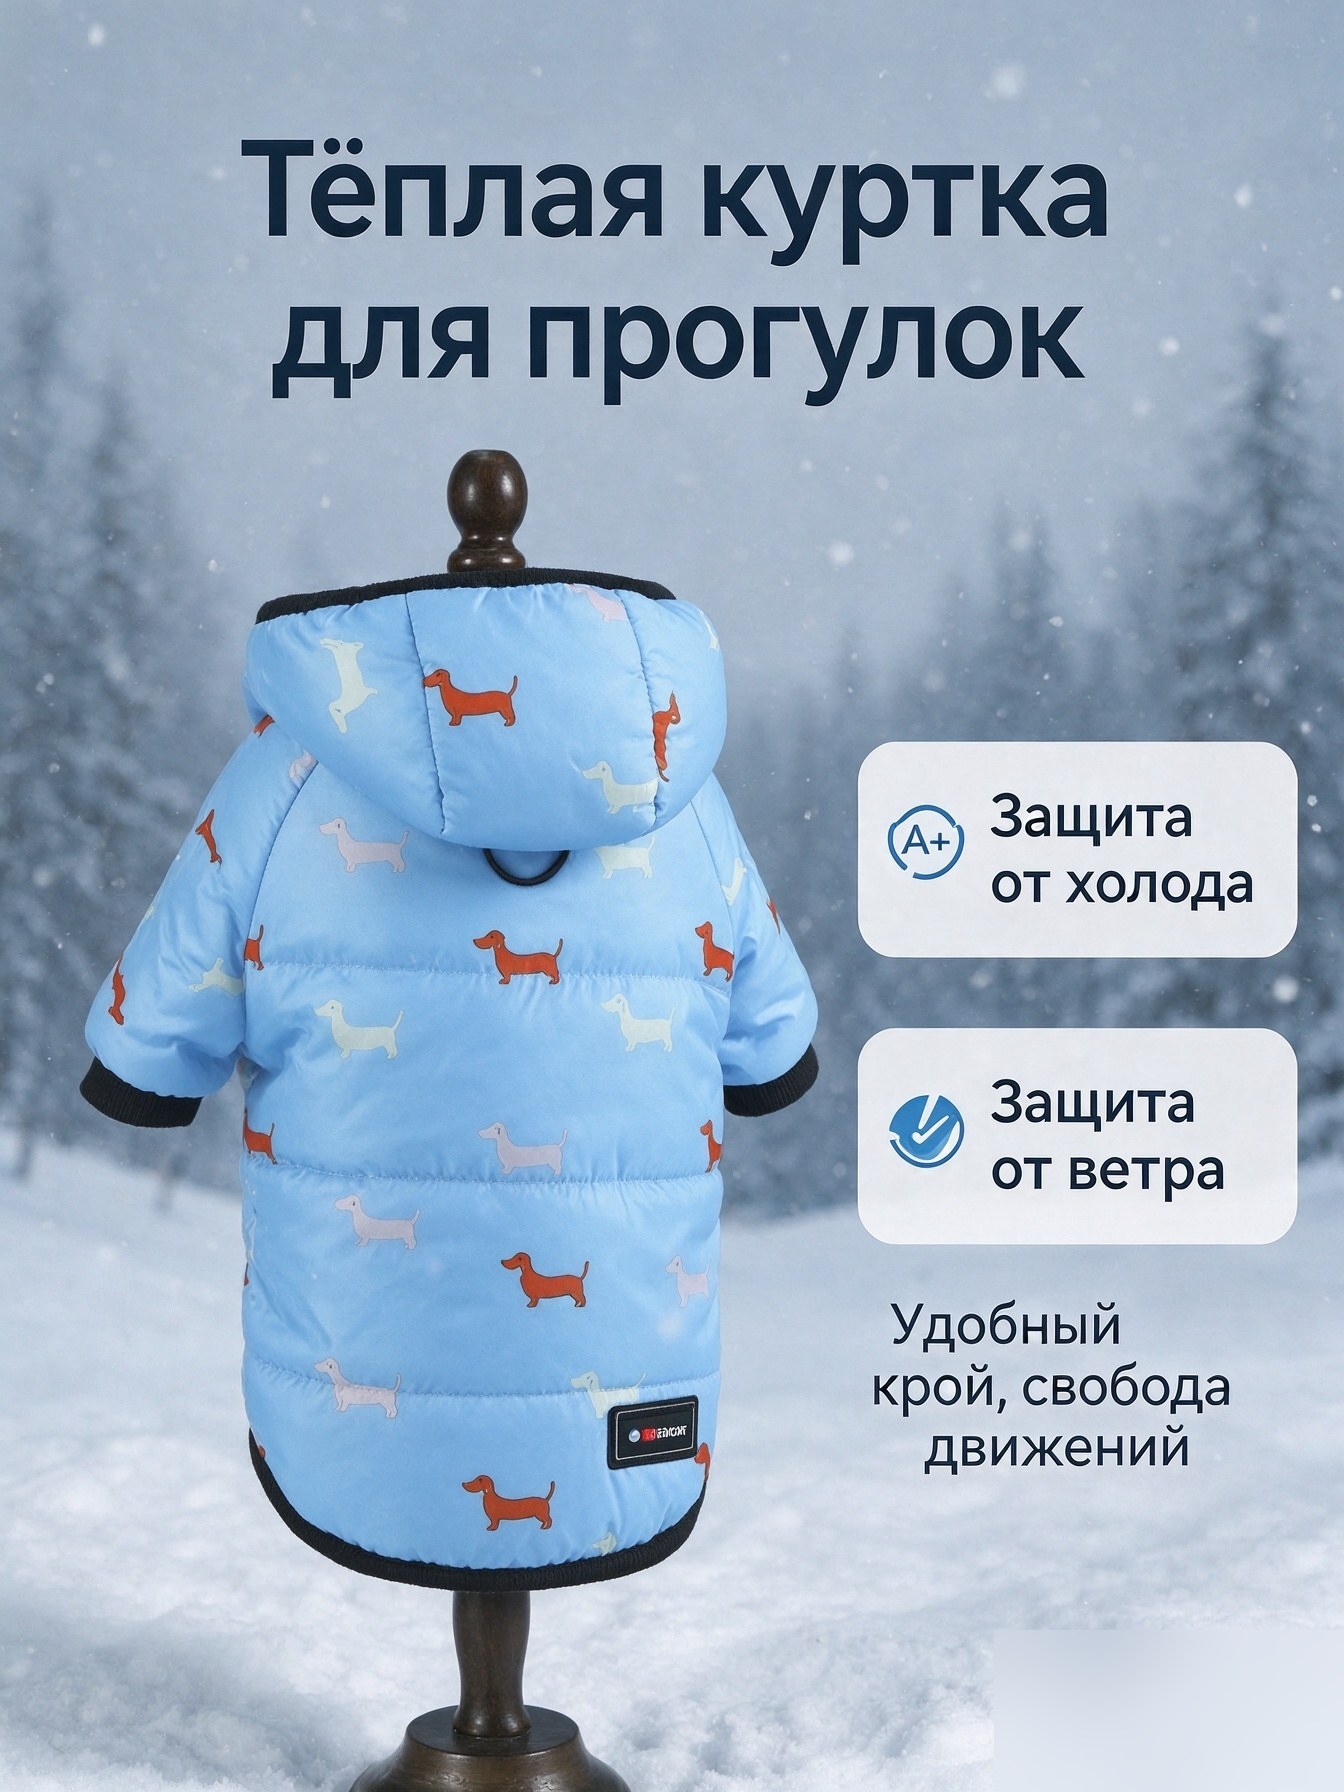 Тёплая куртка
для прогулок
A+
Защита
от холода
Защита
от ветра
Удобный
крой, свобода
движений